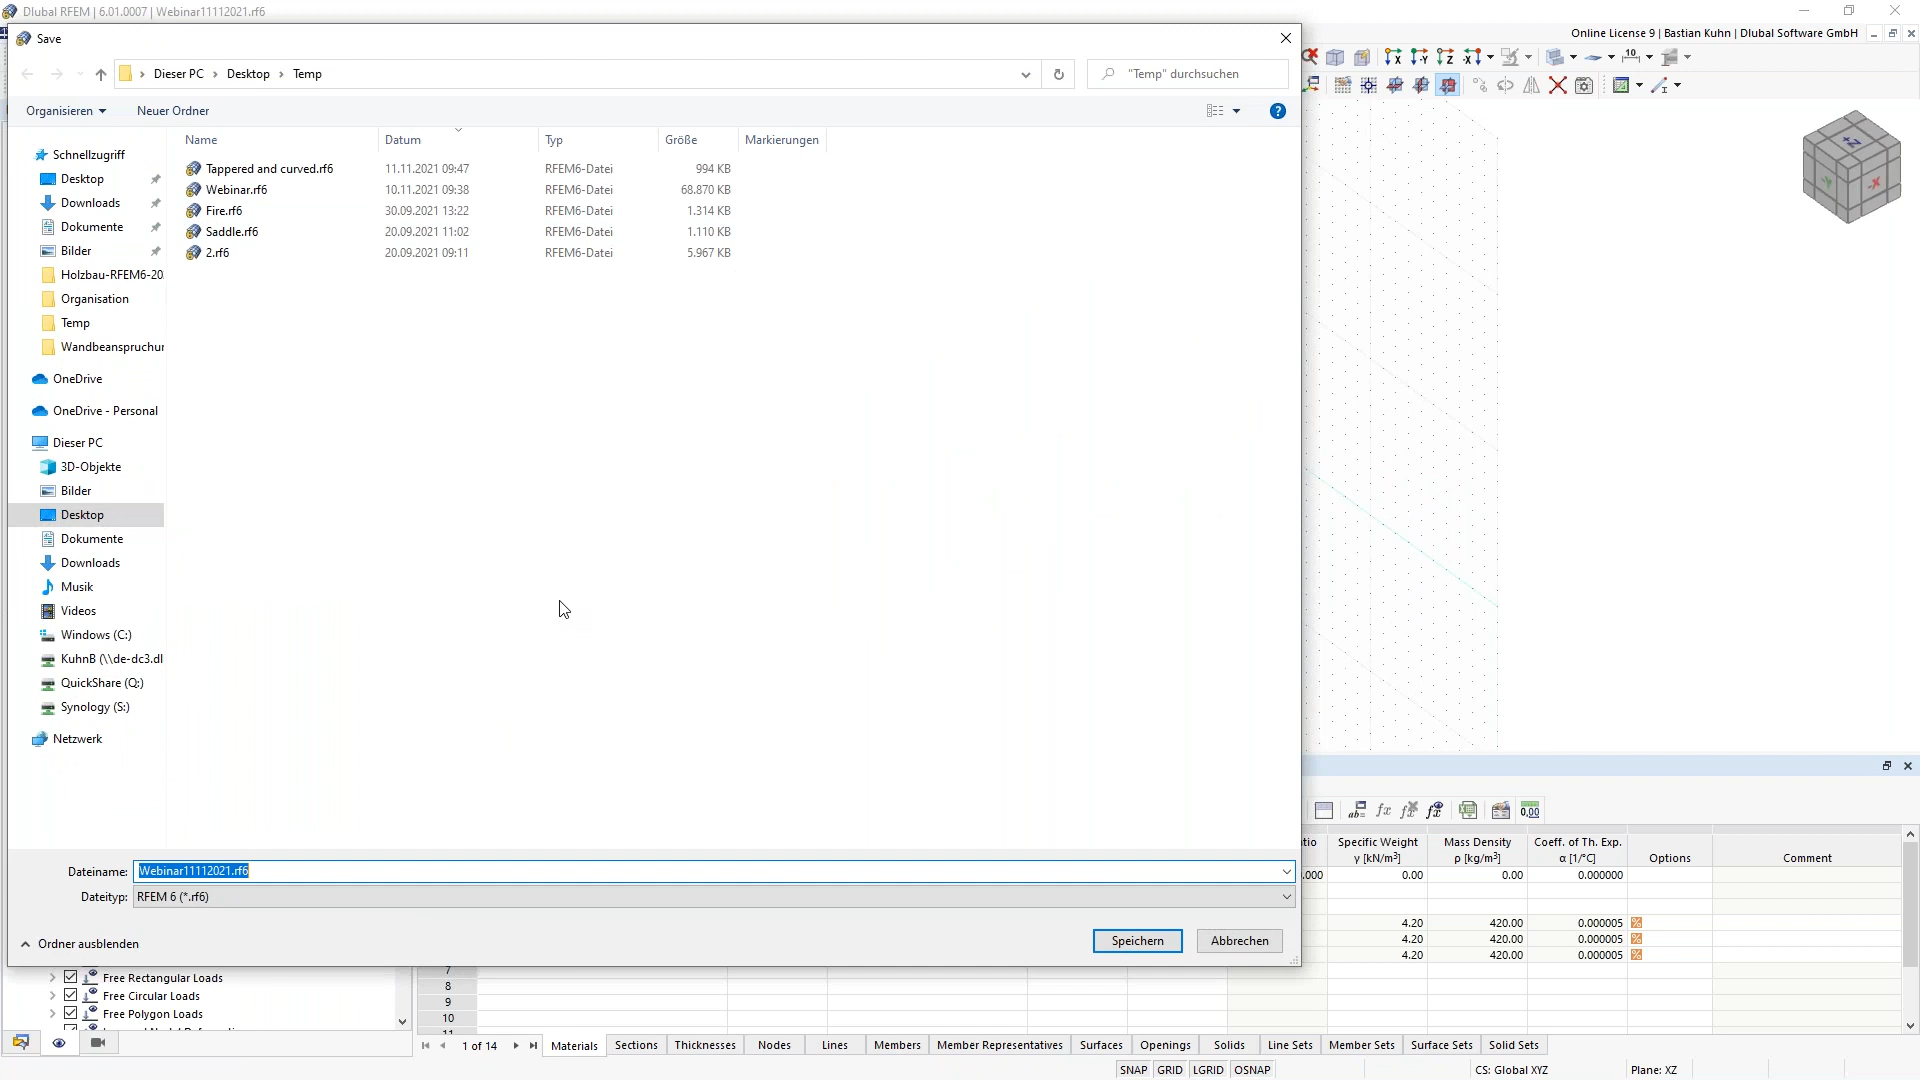 Dlubal RFEM | 6.01.0007 | Webinar11112021.rf6
Online License 9 | Bastian Kuhn | Dlubal Software GmbH
Save
Dieser PC > Desktop > Temp
"Temp" durchsuchen
Organisieren
Neuer Ordner
Name Datum Typ Größe Markierungen
Tappered and curved.rf6 11.11.2021 09:47 RFEM6-Datei 994 KB
Webinar.rf6 10.11.2021 09:38 RFEM6-Datei 68.870 KB
Fire.rf6 30.09.2021 13:22 RFEM6-Datei 1.314 KB
Saddle.rf6 20.09.2021 11:02 RFEM6-Datei 1.110 KB
2.rf6 20.09.2021 09:11 RFEM6-Datei 5.967 KB
Schnellzugriff
Desktop
Downloads
Dokumente
Bilder
Holzbau-RFEM6-20
Organisation
Temp
Wandbeanspruchur
OneDrive
OneDrive - Personal
Dieser PC
3D-Objekte
Bilder
Desktop
Dokumente
Downloads
Musik
Videos
Windows (C:)
KuhnB (\\de-dc3.dl
QuickShare (Q:)
Synology (S:)
Netzwerk
Dateiname: Webinar11112021.rf6
Dateityp: RFEM 6 (*.rf6)
Ordner ausblenden
Speichern
Abbrechen
+Z
-Y
-X
tio
Specific Weight
γ [kN/m³]
Mass Density
ρ [kg/m³]
Coeff. of Th. Exp.
α [1/°C]
Options
Comment
.000 0.00 0.00 0.000000
4.20 420.00 0.000005
4.20 420.00 0.000005
4.20 420.00 0.000005
Free Rectangular Loads
Free Circular Loads
Free Polygon Loads
7
8
9
10
11
1 of 14
Materials
Sections
Thicknesses
Nodes
Lines
Members
Member Representatives
Surfaces
Openings
Solids
Line Sets
Member Sets
Surface Sets
Solid Sets
SNAP
GRID
LGRID
OSNAP
CS: Global XYZ
Plane: XZ